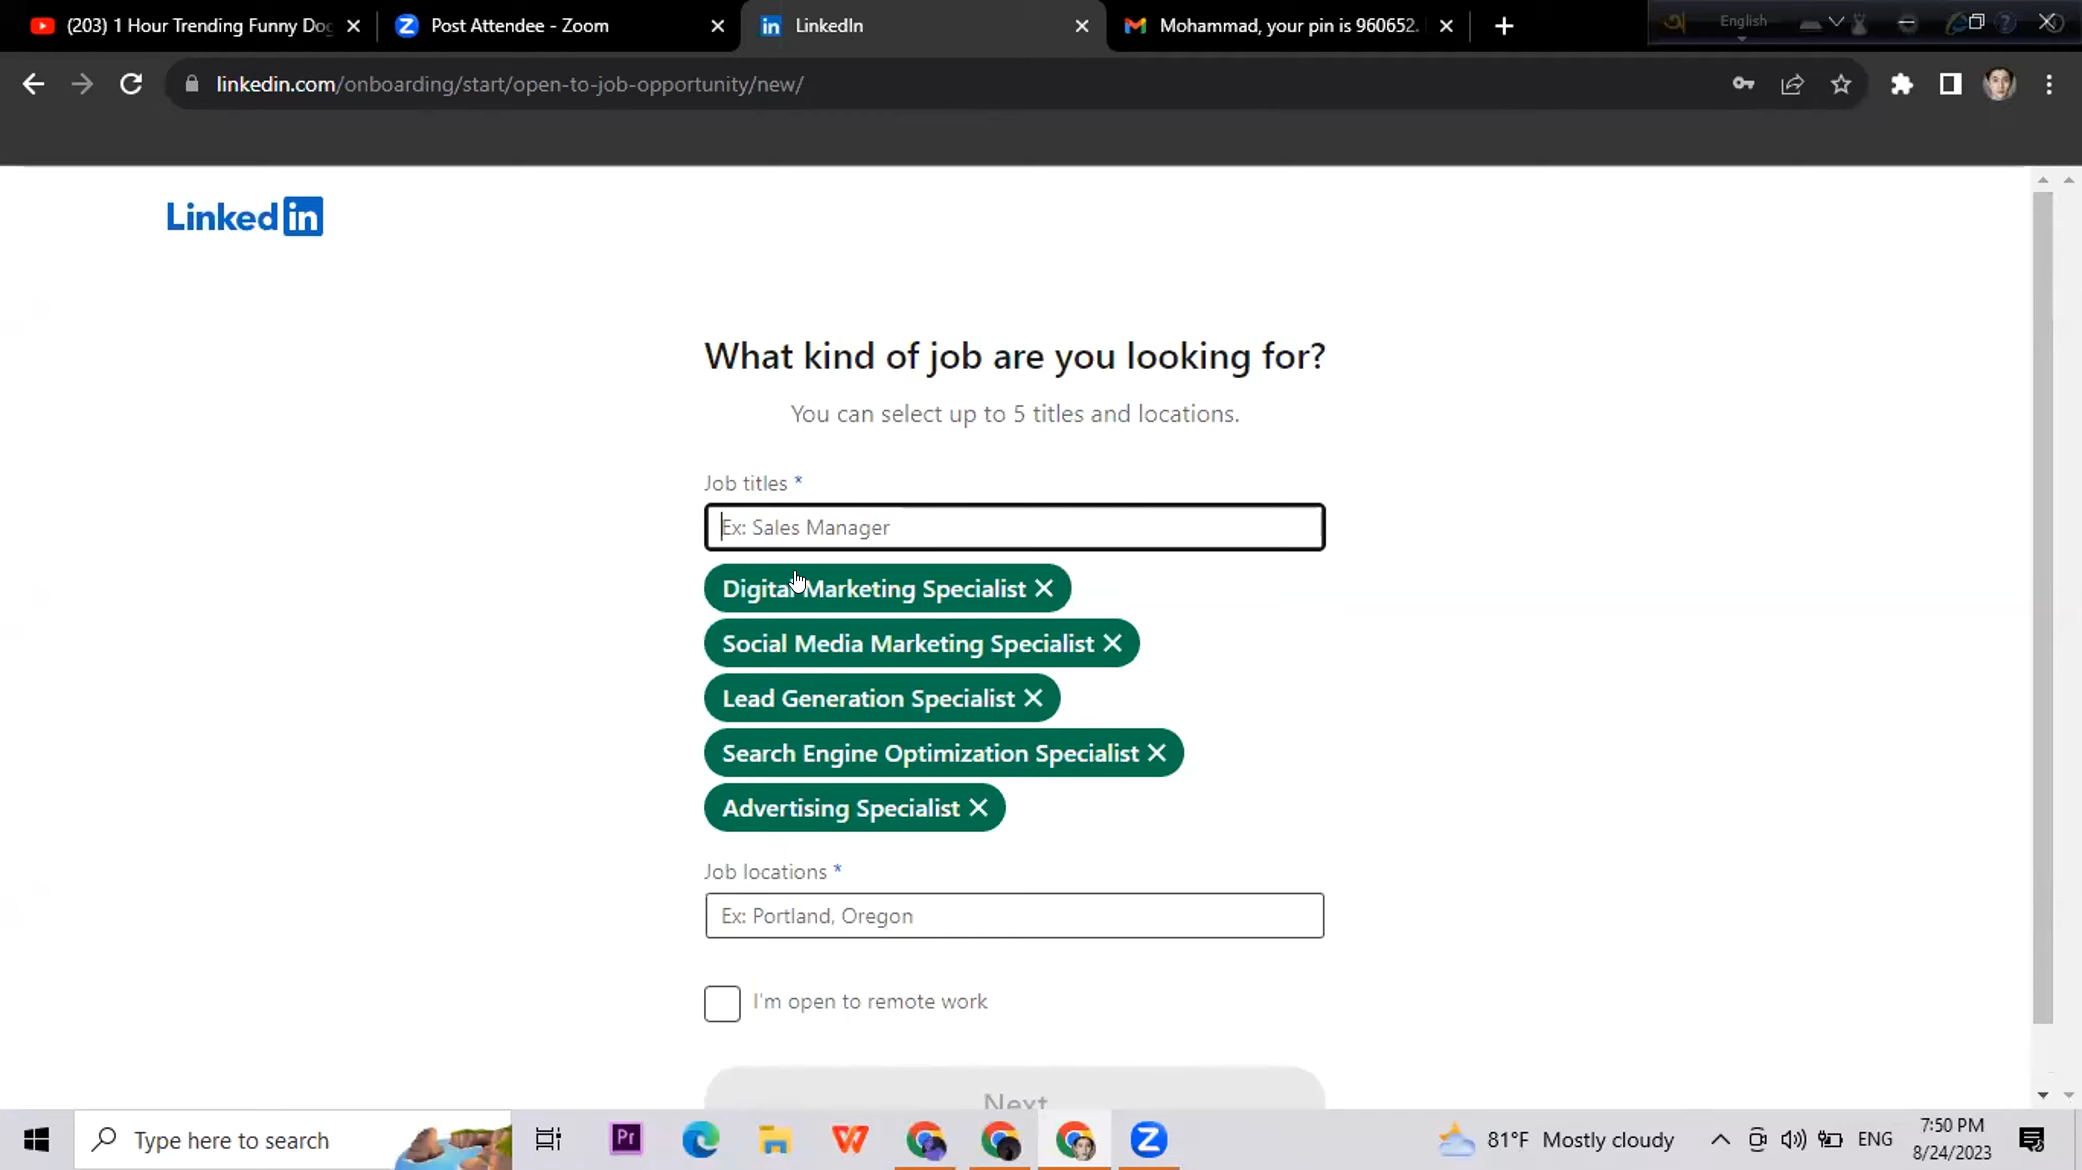 (203) 1 Hour Trending Funny Dog
Post Attendee - Zoom
in LinkedIn
Mohammad, your pin is 960652.
English
linkedin.com/onboarding/start/open-to-job-opportunity/new/
Linked in
What kind of job are you looking for?
You can select up to 5 titles and locations.
Job titles *
Ex: Sales Manager
Digital Marketing Specialist
Social Media Marketing Specialist
Lead Generation Specialist
Search Engine Optimization Specialist
Advertising Specialist
Job locations *
Ex: Portland, Oregon
I'm open to remote work
Next
Type here to search
Pr
81°F Mostly cloudy
ENG
7:50 PM
8/24/2023